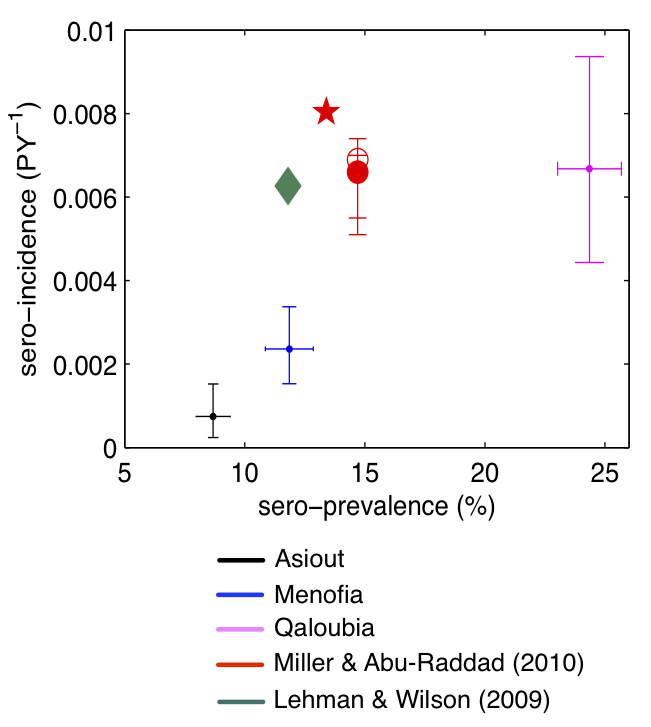 0.01
0.008
0.006
0.004
0.002
0
sero−incidence (PY−1)
5 10 15 20 25
sero−prevalence (%)
Asiout
Menofia
Qaloubia
Miller & Abu-Raddad (2010)
Lehman & Wilson (2009)